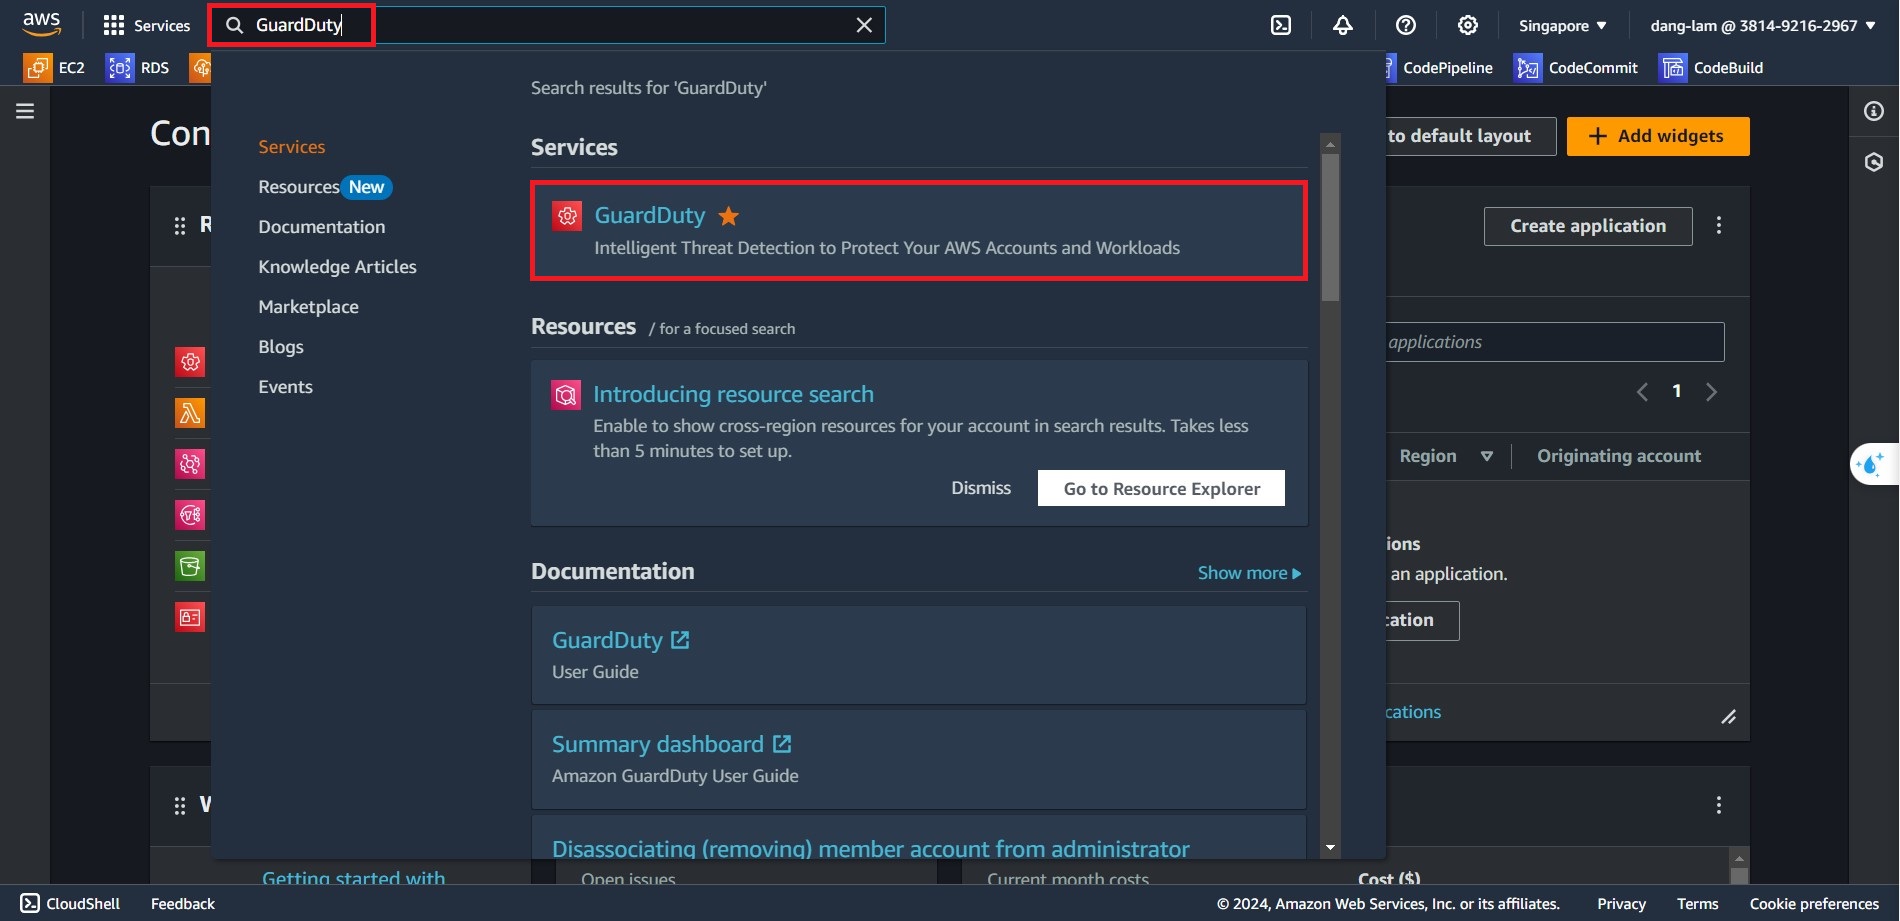 aws
Services
GuardDuty
Singapore
dang-lam @ 3814-9216-2967
EC2
RDS
CodePipeline
CodeCommit
CodeBuild
Con
to default layout
+ Add widgets
Search results for 'GuardDuty'
Services
Resources New
Documentation
Knowledge Articles
Marketplace
Blogs
Events
Services
GuardDuty
Intelligent Threat Detection to Protect Your AWS Accounts and Workloads
Resources / for a focused search
Introducing resource search
Enable to show cross-region resources for your account in search results. Takes less
than 5 minutes to set up.
Dismiss
Go to Resource Explorer
Documentation
Show more
GuardDuty
User Guide
Summary dashboard
Amazon GuardDuty User Guide
Disassociating (removing) member account from administrator
R
Create application
applications
1
Region
Originating account
ions
an application.
cation
cations
W
Getting started with
Open issues
Current month costs
Cost ($)
CloudShell
Feedback
© 2024, Amazon Web Services, Inc. or its affiliates.
Privacy
Terms
Cookie preferences